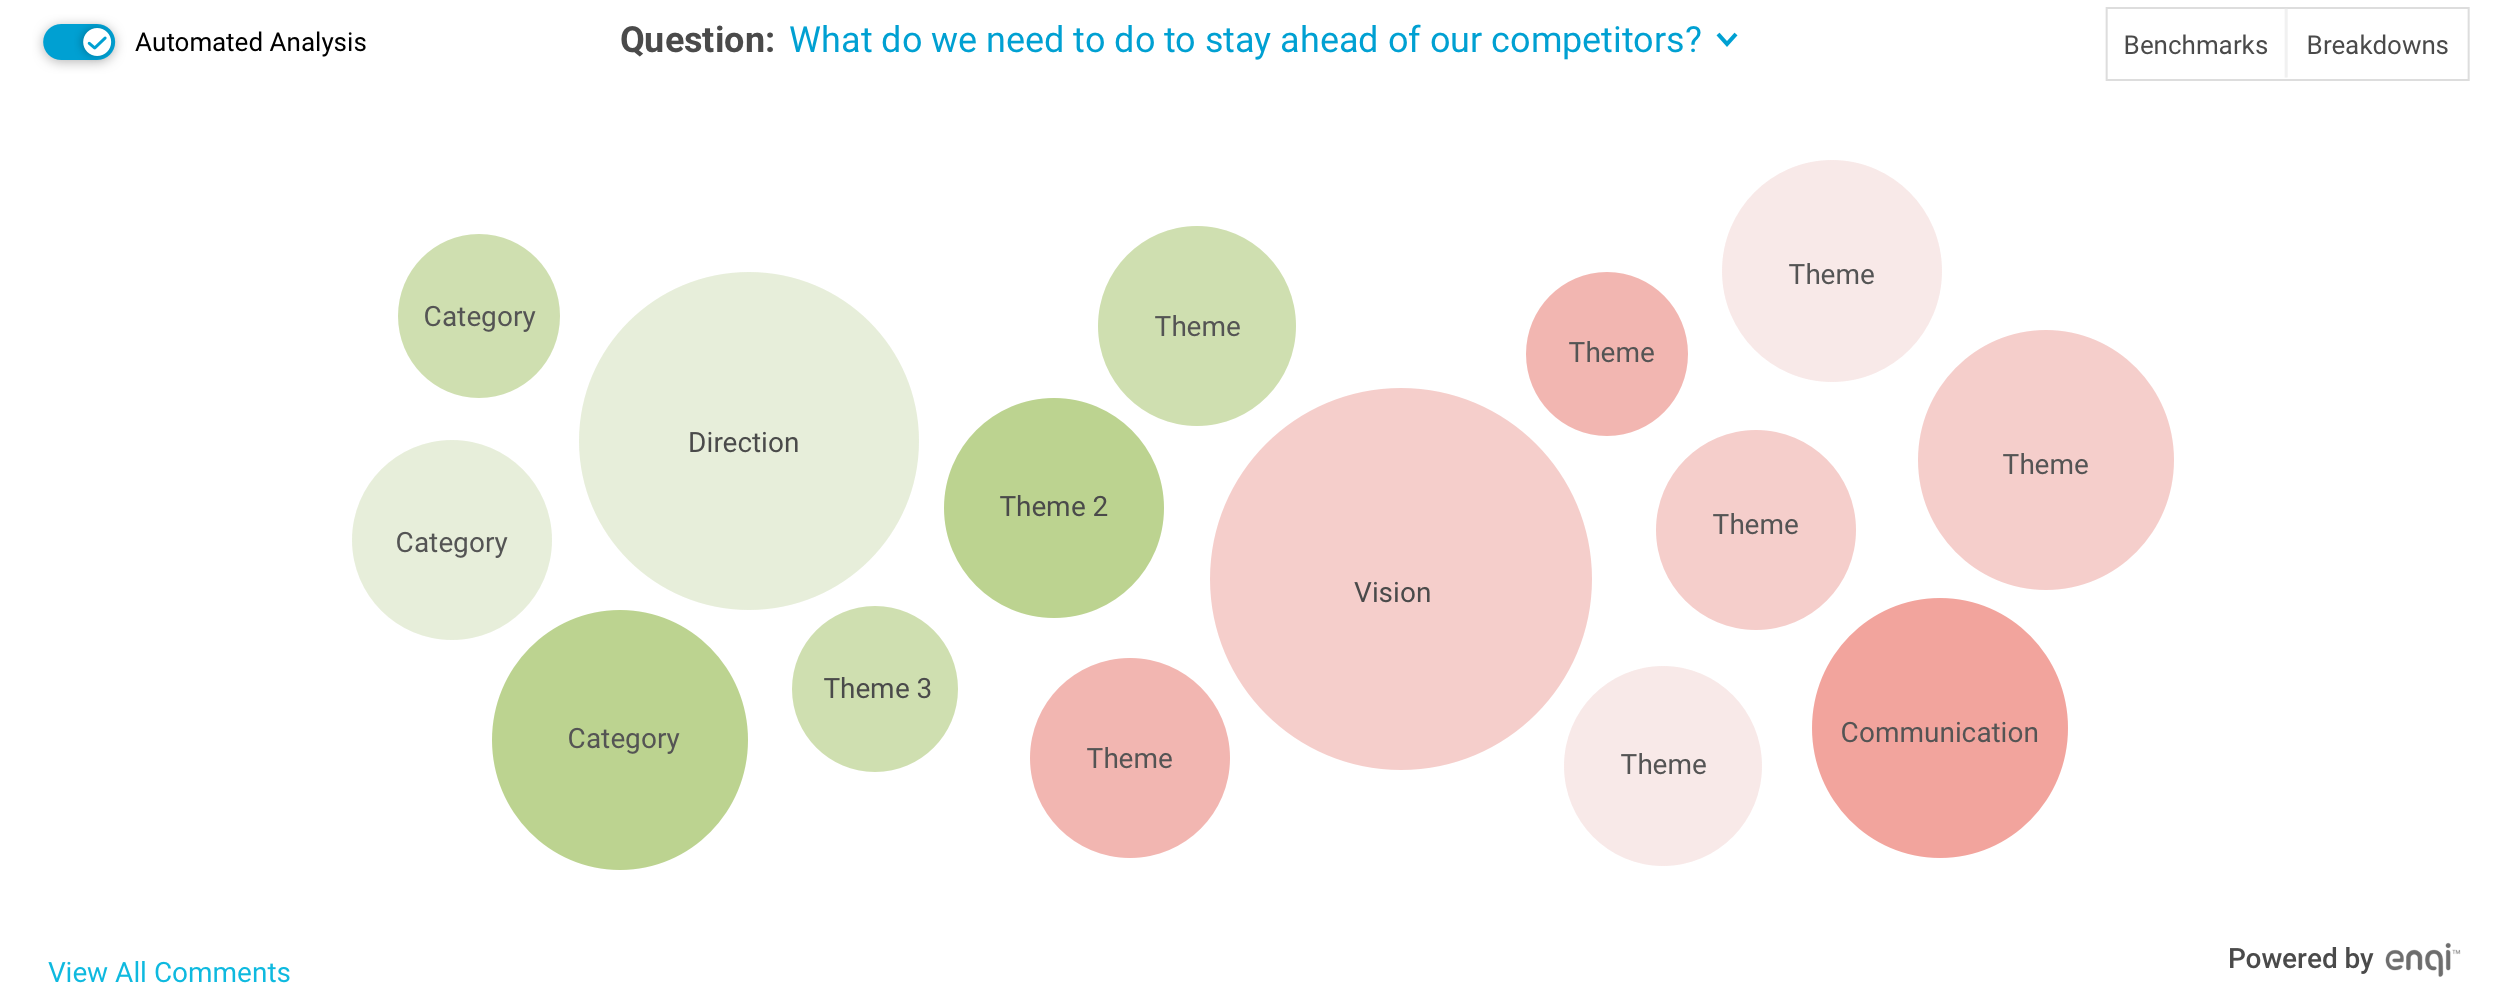 Automated Analysis
Question: What do we need to do to stay ahead of our competitors?
Benchmarks
Breakdowns
Theme
Category
Theme
Theme
Direction
Theme
Theme 2
Theme
Category
Vision
Theme 3
Communication
Category
Theme
Theme
View All Comments
Powered by enqi™